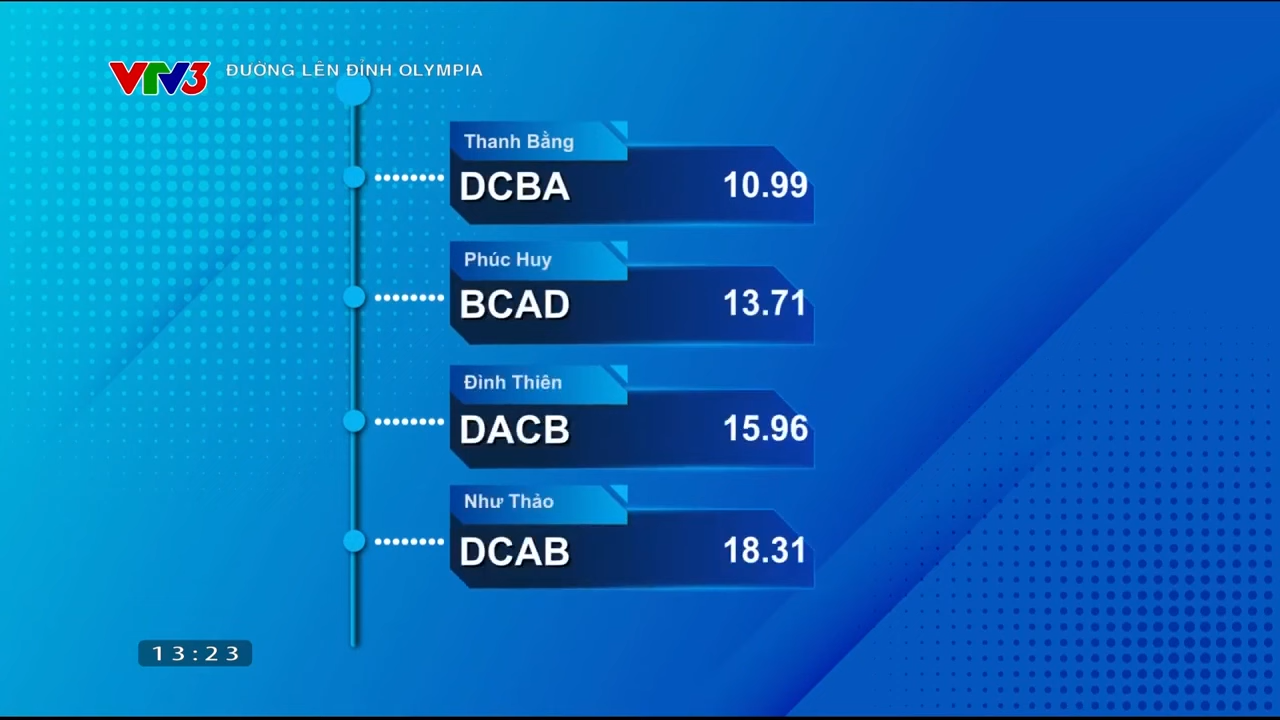 VTV3 ĐƯỜNG LÊN ĐỈNH OLYMPIA
Thanh Bằng
DCBA 10.99
Phúc Huy
BCAD 13.71
Đình Thiên
DACB 15.96
Như Thảo
DCAB 18.31
13:23